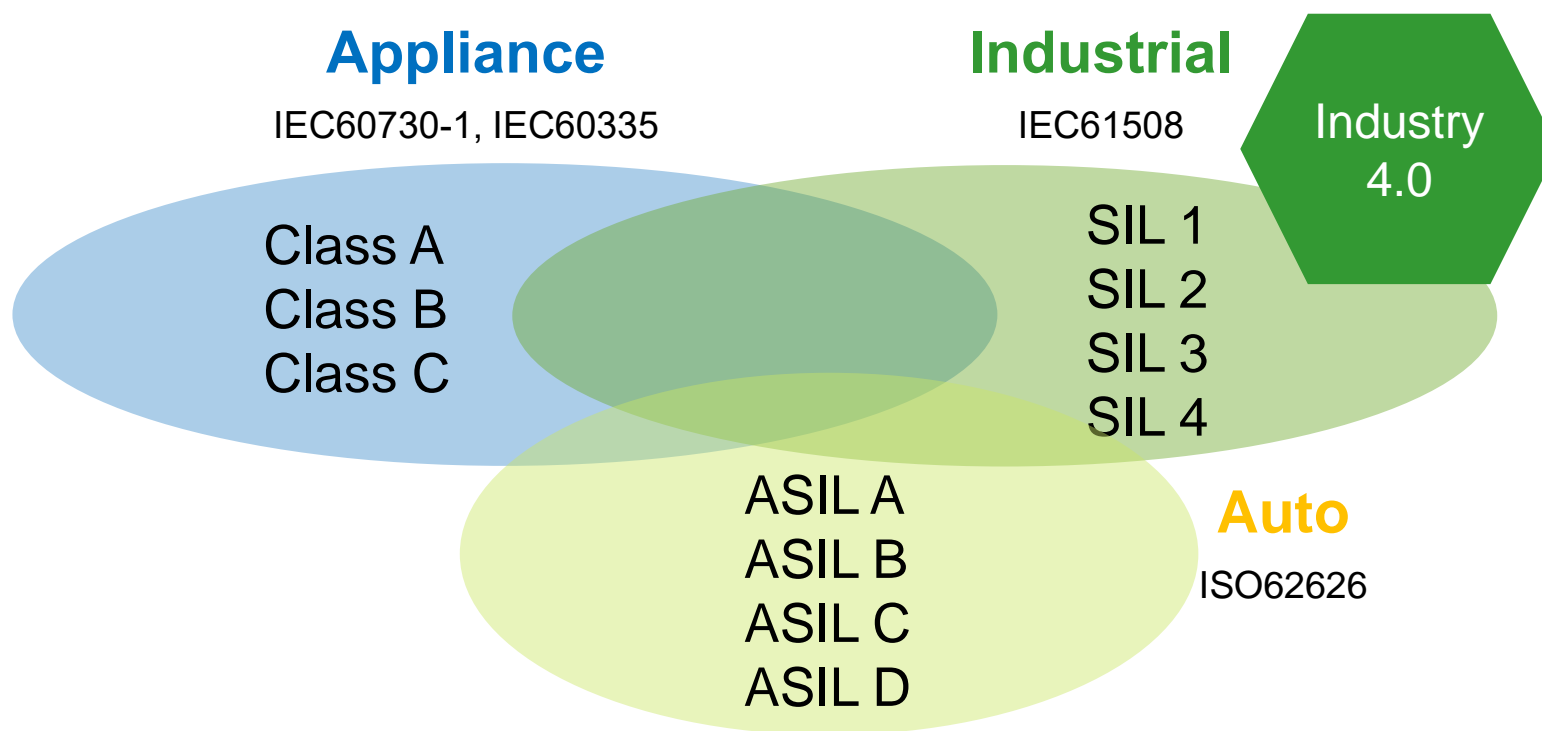 Appliance
IEC60730-1, IEC60335
Industrial
IEC61508
Industry
4.0
Class A
Class B
Class C
SIL 1
SIL 2
SIL 3
SIL 4
ASIL A
ASIL B
ASIL C
ASIL D
Auto
ISO62626